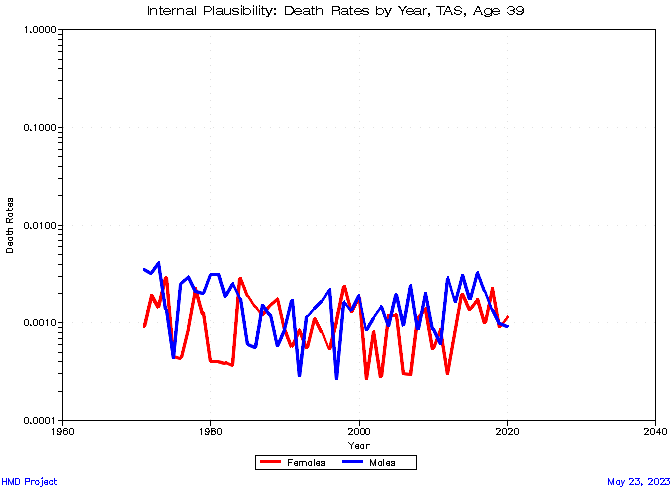 Internal Plausibility: Death Rates by Year, TAS, Age 39
1.0000
0.1000
0.0100
0.0010
0.0001
Death Rates
1960 1980 2000 2020 2040
Year
Females Males
HMD Project May 23, 2023